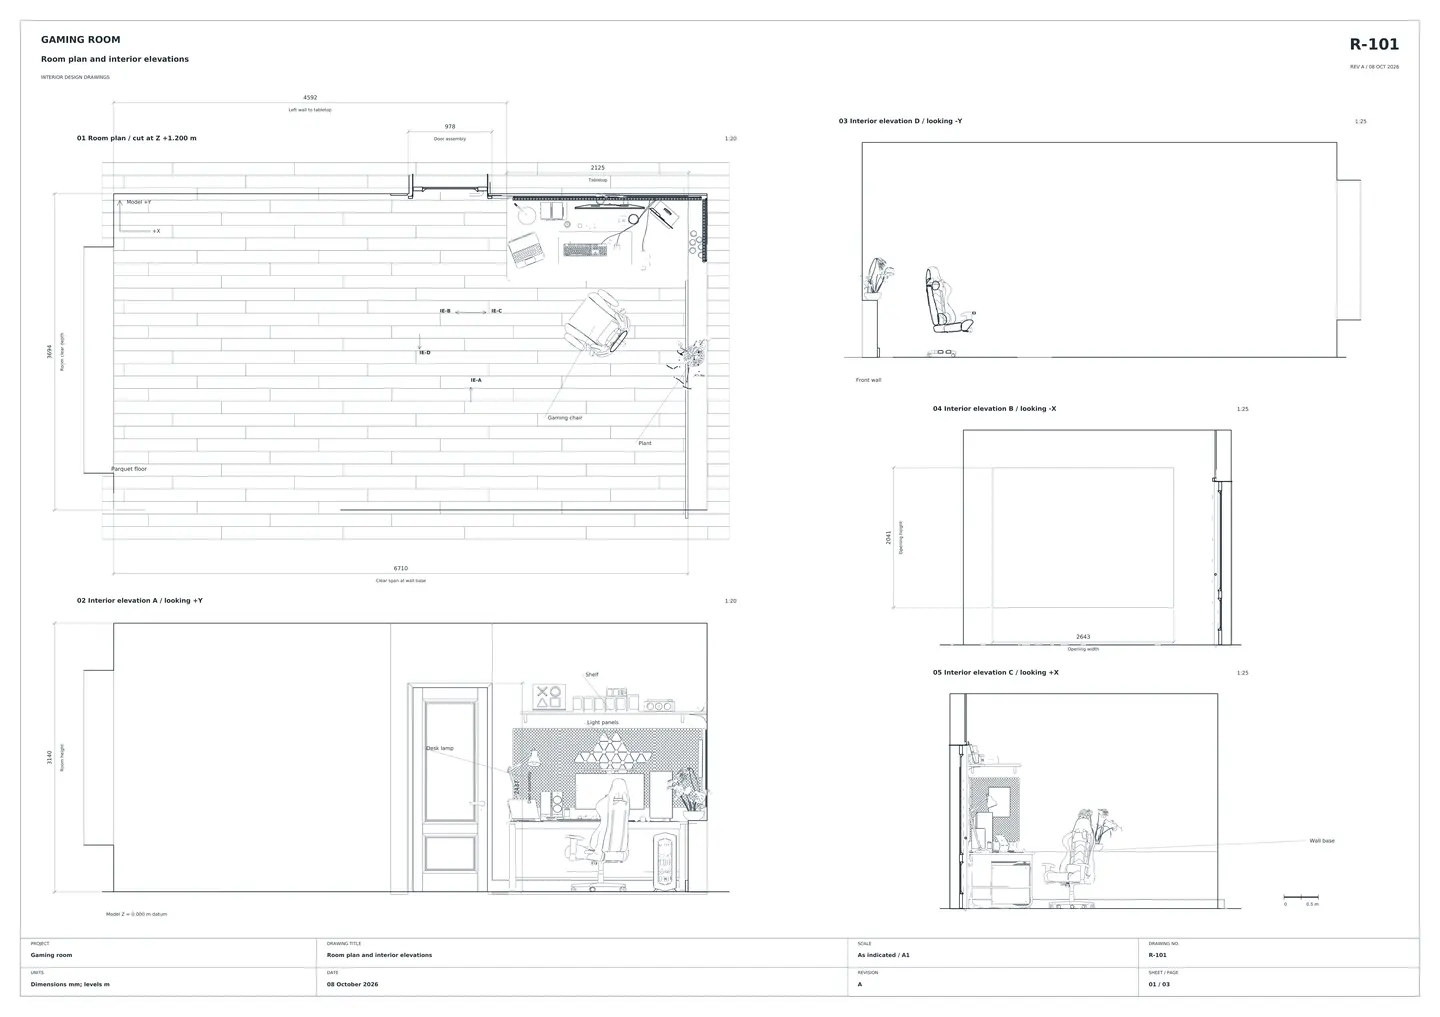 GAMING ROOM
Room plan and interior elevations
INTERIOR DESIGN DRAWINGS
R-101
REV A / 08 OCT 2026
4592
Left wall to tabletop
978
Door assembly
01 Room plan / cut at Z +1.200 m
1:20
2125
Tabletop
Model +Y
+X
IE-B
IE-C
IE-D
IE-A
3694
Room clear depth
Gaming chair
Plant
Parquet floor
6710
Clear span at wall base
02 Interior elevation A / looking +Y
1:20
Shelf
Light panels
Desk lamp
3140
Room height
Model Z = 0.000 m datum
03 Interior elevation D / looking -Y
1:25
Front wall
04 Interior elevation B / looking -X
1:25
2041
Opening height
2643
Opening width
05 Interior elevation C / looking +X
1:25
Wall base
0
0.5 m
PROJECT
Gaming room
DRAWING TITLE
Room plan and interior elevations
SCALE
As indicated / A1
DRAWING NO.
R-101
UNITS
Dimensions mm; levels m
DATE
08 October 2026
REVISION
A
SHEET / PAGE
01 / 03